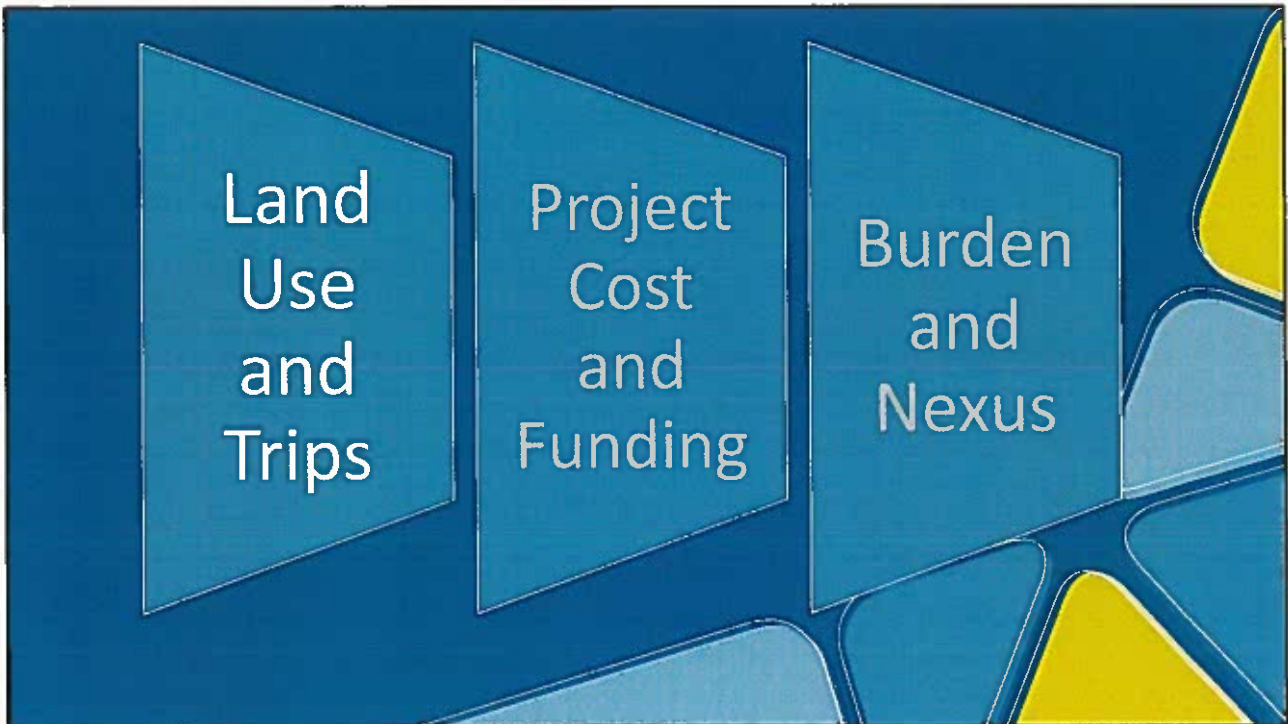 Land
Use
and
Trips
Project
Cost
and
Funding
Burden
and
Nexus